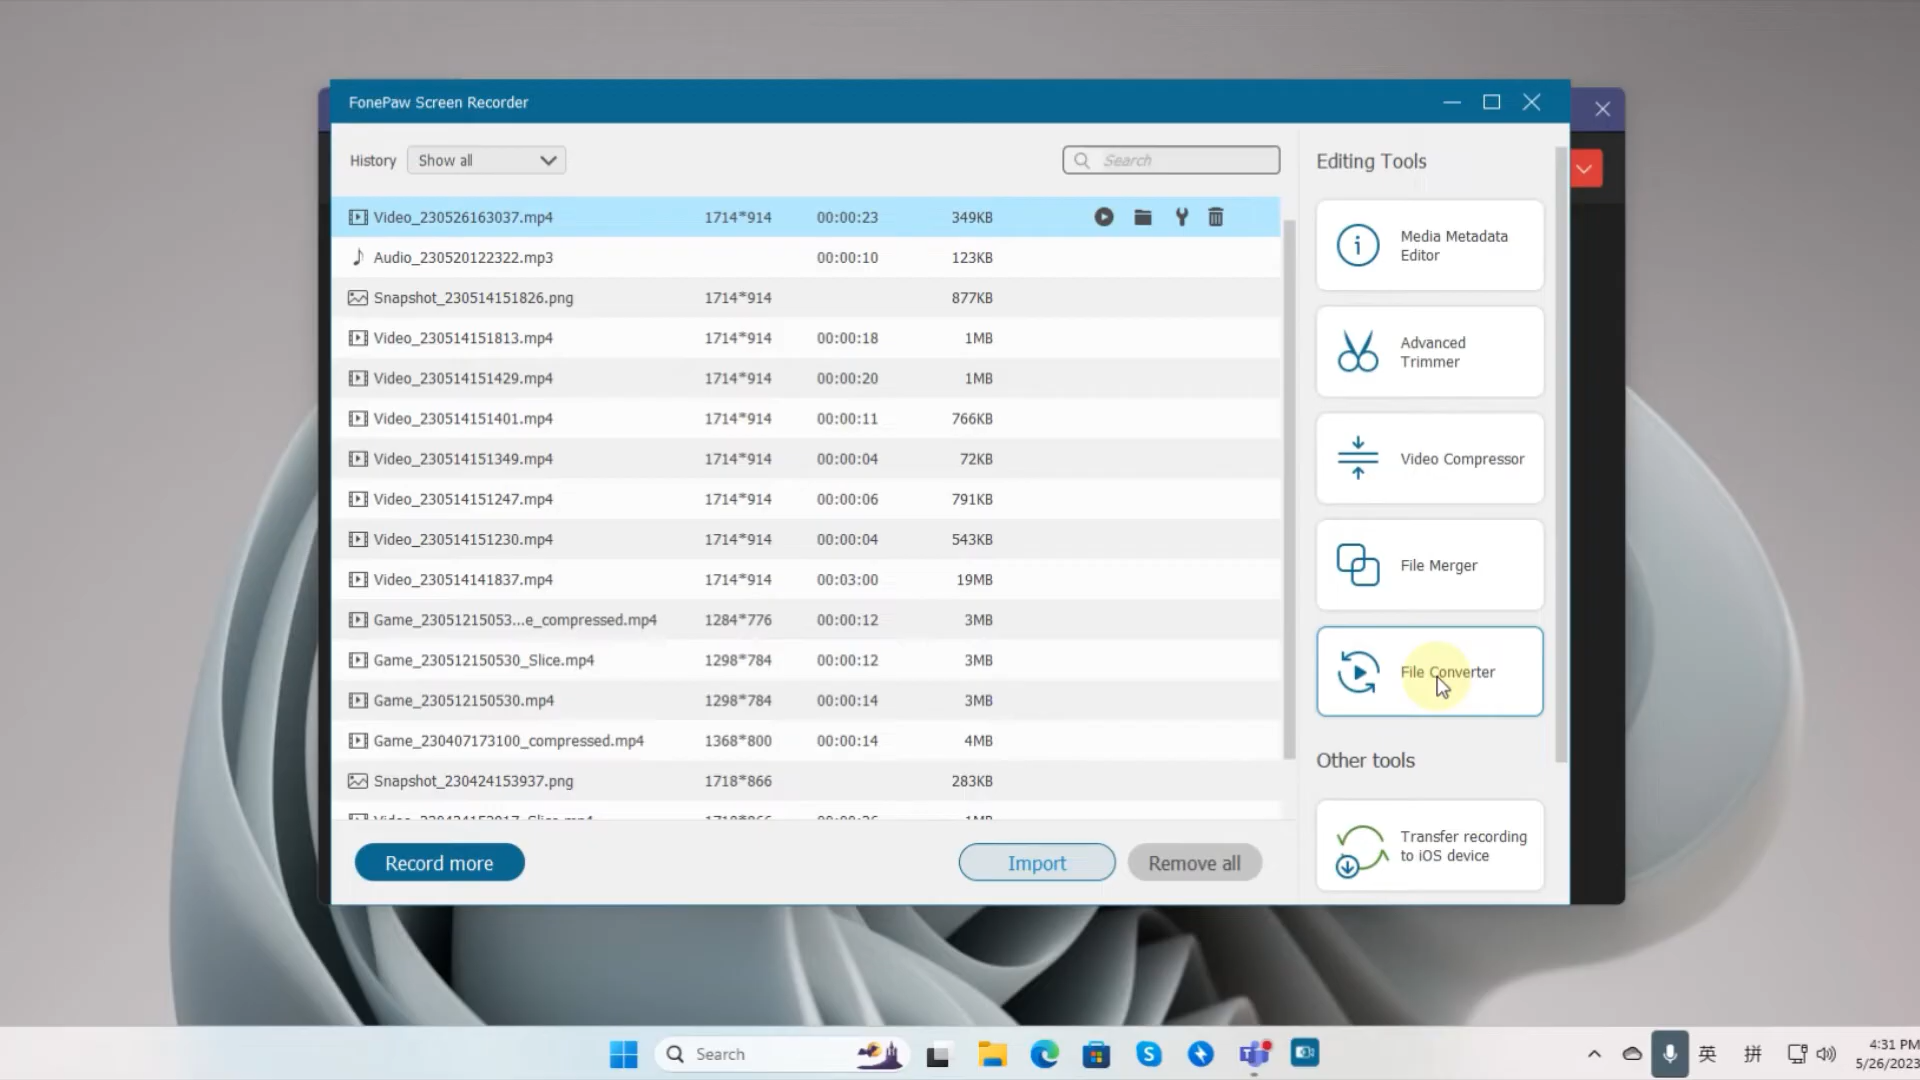 FonePaw Screen Recorder
History Show all Search
Video_230526163037.mp4 1714*914 00:00:23 349KB
Audio_230520122322.mp3 00:00:10 123KB
Snapshot_230514151826.png 1714*914 877KB
Video_230514151813.mp4 1714*914 00:00:18 1MB
Video_230514151429.mp4 1714*914 00:00:20 1MB
Video_230514151401.mp4 1714*914 00:00:11 766KB
Video_230514151349.mp4 1714*914 00:00:04 72KB
Video_230514151247.mp4 1714*914 00:00:06 791KB
Video_230514151230.mp4 1714*914 00:00:04 543KB
Video_230514141837.mp4 1714*914 00:03:00 19MB
Game_23051215053...e_compressed.mp4 1284*776 00:00:12 3MB
Game_230512150530_Slice.mp4 1298*784 00:00:12 3MB
Game_230512150530.mp4 1298*784 00:00:14 3MB
Game_230407173100_compressed.mp4 1368*800 00:00:14 4MB
Snapshot_230424153937.png 1718*866 283KB
Record more Import Remove all
Editing Tools
Media Metadata
Editor
Advanced
Trimmer
Video Compressor
File Merger
File Converter
Other tools
Transfer recording
to iOS device
Search
英 拼
4:31 PM
5/26/2023